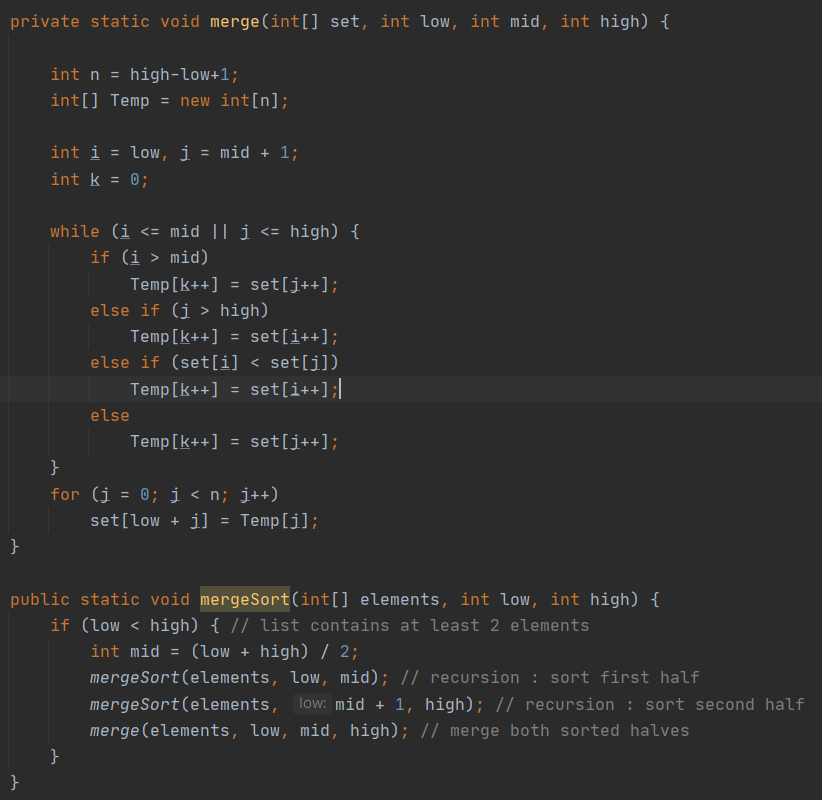 private static void merge(int[] set, int low, int mid, int high) {
int n = high-low+1;
int[] Temp = new int[n];
int i = low, j = mid + 1;
int k = 0;
while (i <= mid || j <= high) {
if (i > mid)
Temp[k++] = set[j++];
else if (j > high)
Temp[k++] = set[i++];
else if (set[i] < set[j])
Temp[k++] = set[i++];
else
Temp[k++] = set[j++];
}
for (j = 0; j < n; j++)
set[low + j] = Temp[j];
}
public static void mergeSort(int[] elements, int low, int high) {
if (low < high) { // list contains at least 2 elements
int mid = (low + high) / 2;
mergeSort(elements, low, mid); // recursion : sort first half
mergeSort(elements, low: mid + 1, high); // recursion : sort second half
merge(elements, low, mid, high); // merge both sorted halves
}
}